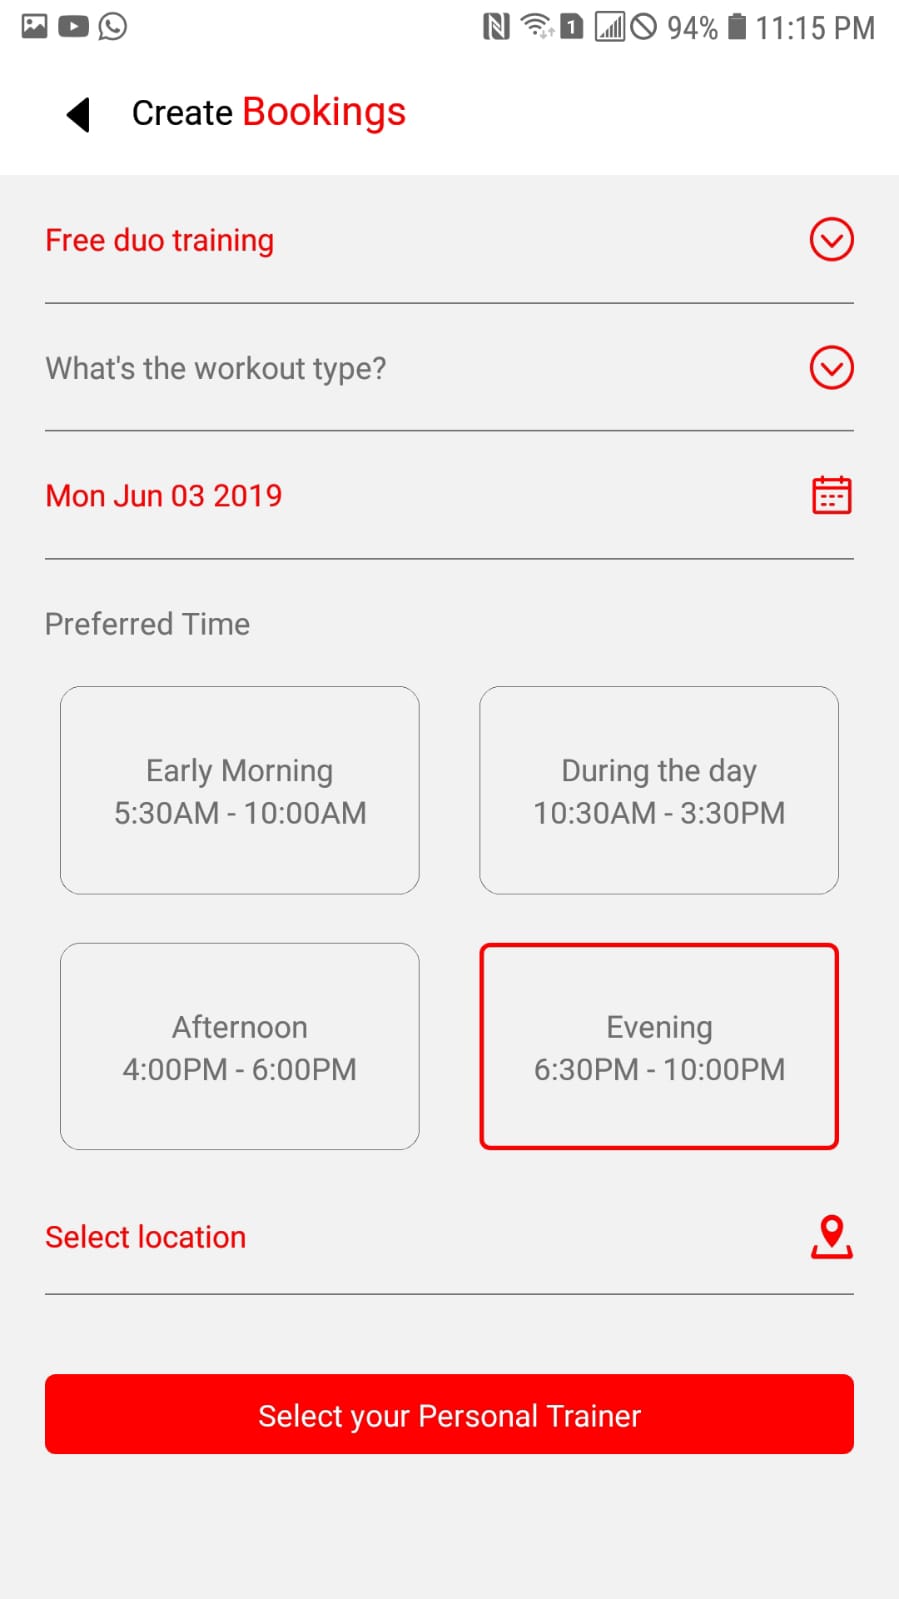 94% 11:15 PM
Create Bookings
Free duo training
What's the workout type?
Mon Jun 03 2019
Preferred Time
Early Morning
5:30AM - 10:00AM
During the day
10:30AM - 3:30PM
Afternoon
4:00PM - 6:00PM
Evening
6:30PM - 10:00PM
Select location
Select your Personal Trainer